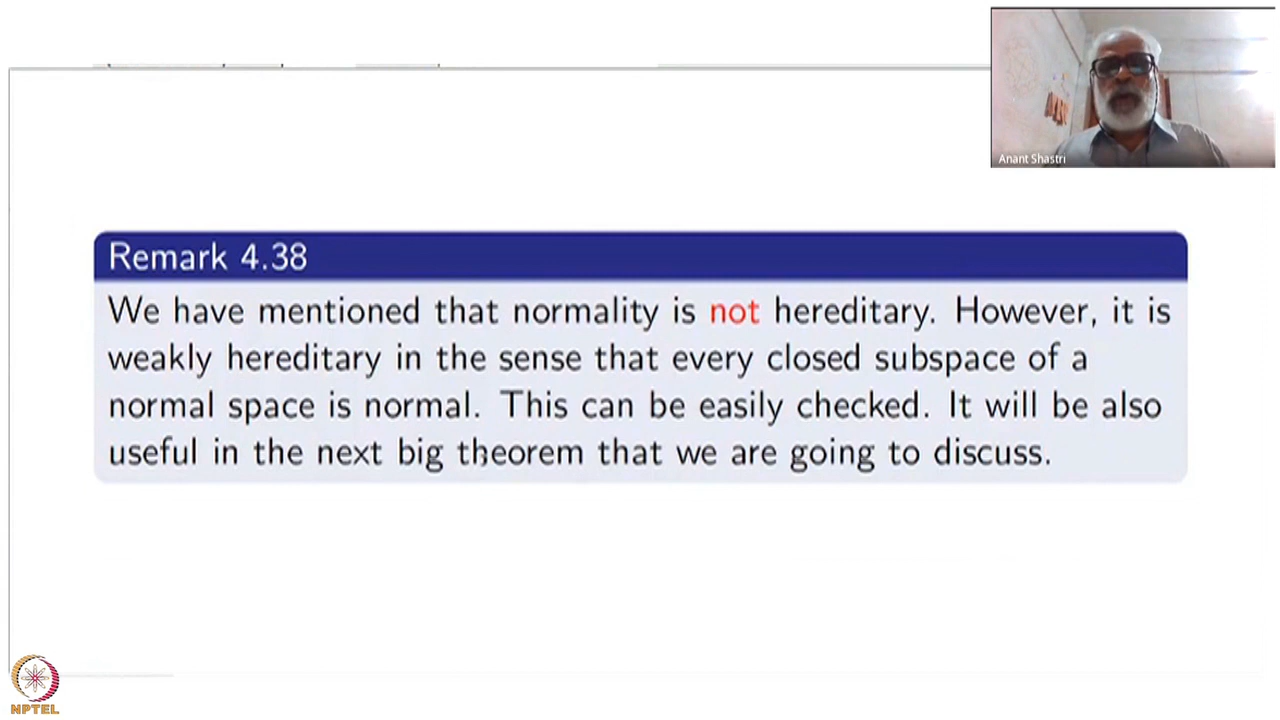 Anant Shastri
Remark 4.38
We have mentioned that normality is not hereditary. However, it is
weakly hereditary in the sense that every closed subspace of a
normal space is normal. This can be easily checked. It will be also
useful in the next big theorem that we are going to discuss.
NPTEL